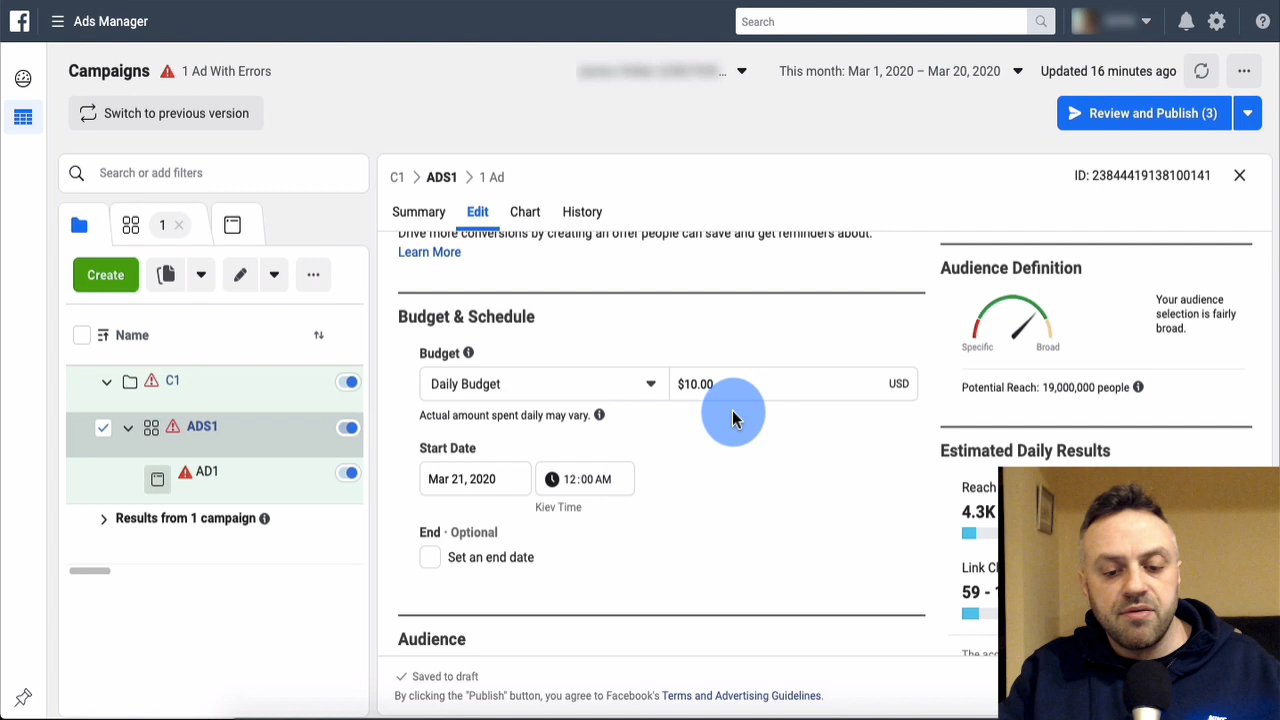 Ads Manager
Search
Campaigns
1 Ad With Errors
This month: Mar 1, 2020 – Mar 20, 2020
Updated 16 minutes ago
Switch to previous version
Review and Publish (3)
Search or add filters
C1 > ADS1 > 1 Ad
ID: 23844419138100141
1
Summary
Edit
Chart
History
Drive more conversions by creating an offer people can save and get reminders about.
Learn More
Create
Name
C1
ADS1
AD1
Results from 1 campaign
Budget & Schedule
Budget
Daily Budget
$10.00
USD
Actual amount spent daily may vary.
Start Date
Mar 21, 2020
12:00 AM
Kiev Time
End · Optional
Set an end date
Audience
Audience Definition
Your audience
selection is fairly
broad.
Specific
Broad
Potential Reach: 19,000,000 people
Estimated Daily Results
Reach
4.3K
Link
59 -
The
Saved to draft
By clicking the "Publish" button, you agree to Facebook's Terms and Advertising Guidelines.